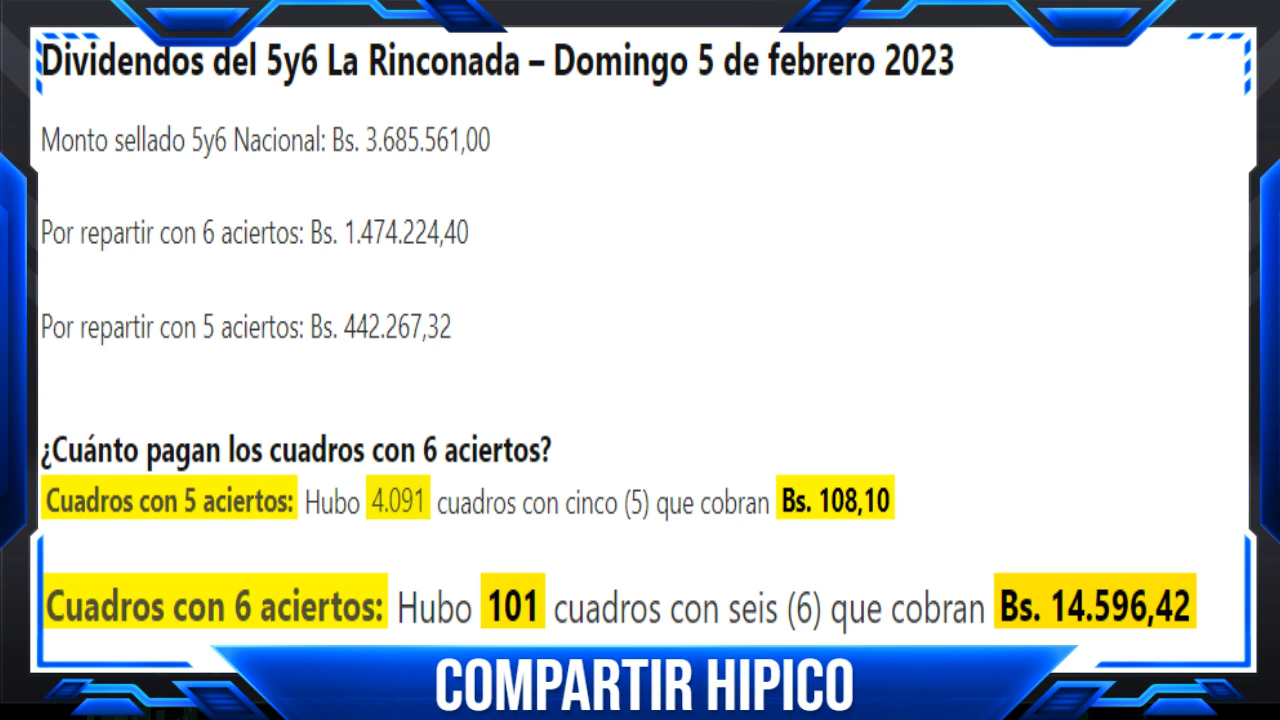 Dividendos del 5y6 La Rinconada – Domingo 5 de febrero 2023
Monto sellado 5y6 Nacional: Bs. 3.685.561,00
Por repartir con 6 aciertos: Bs. 1.474.224,40
Por repartir con 5 aciertos: Bs. 442.267,32
¿Cuánto pagan los cuadros con 6 aciertos?
Cuadros con 5 aciertos: Hubo 4.091 cuadros con cinco (5) que cobran Bs. 108,10
Cuadros con 6 aciertos: Hubo 101 cuadros con seis (6) que cobran Bs. 14.596,42
COMPARTIR HIPICO